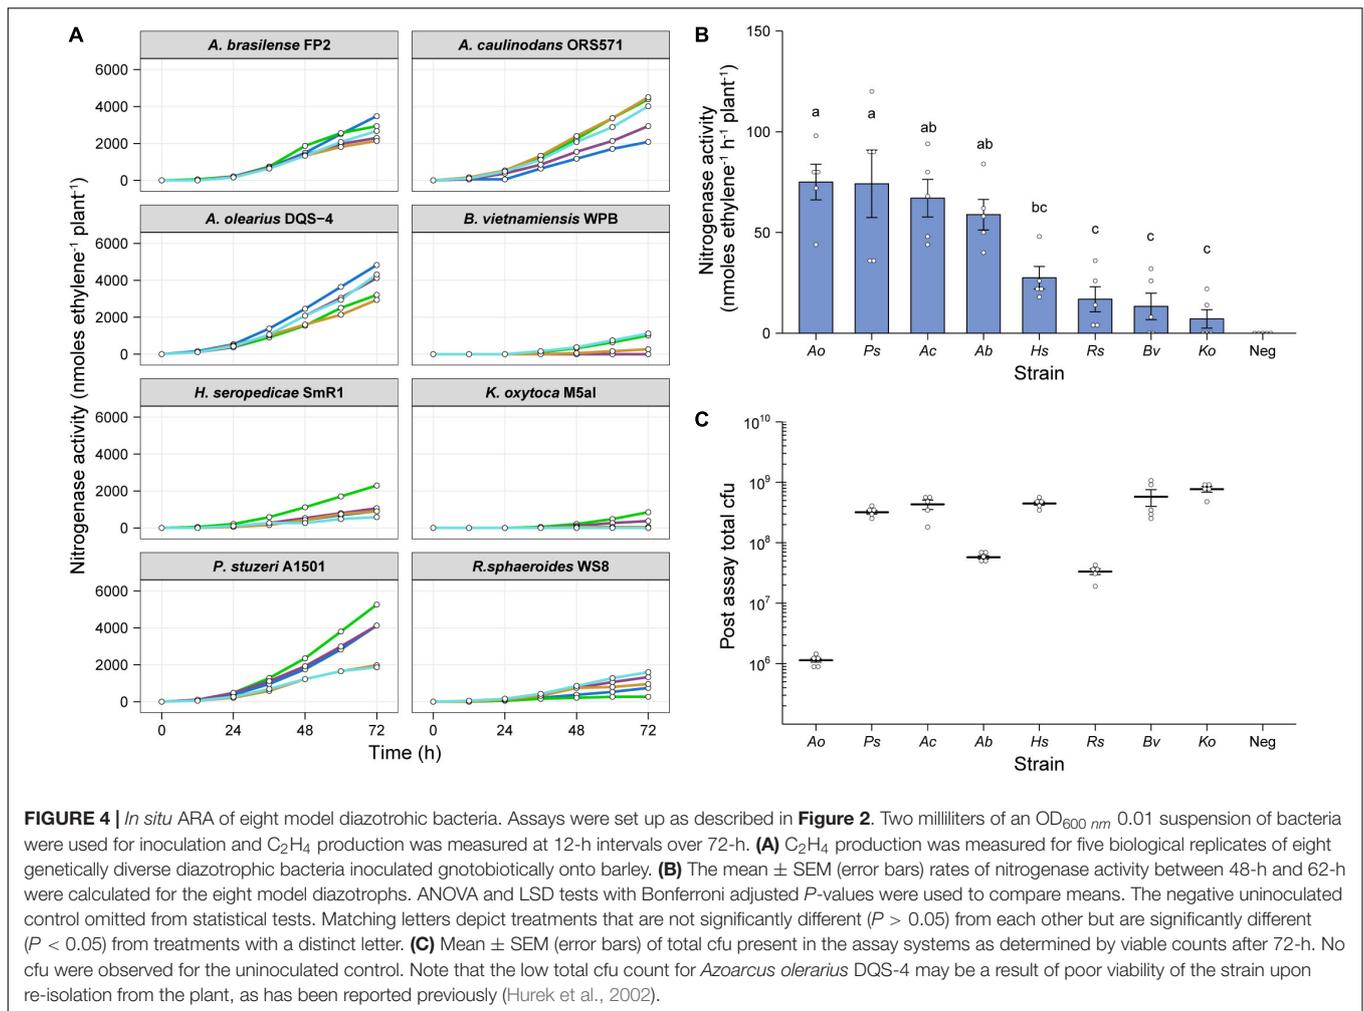 A
Nitrogenase activity (nmoles ethylene⁻¹ plant⁻¹)
A. brasilense FP2
6000
4000
2000
0
A. caulinodans ORS571
A. olearius DQS−4
6000
4000
2000
0
B. vietnamiensis WPB
H. seropedicae SmR1
6000
4000
2000
0
K. oxytoca M5al
P. stuzeri A1501
6000
4000
2000
0
R.sphaeroides WS8
0 24 48 72
0 24 48 72
Time (h)
B
Nitrogenase activity
(nmoles ethylene⁻¹ h⁻¹ plant⁻¹)
150
100
50
0
a a ab ab bc c c c
Ao Ps Ac Ab Hs Rs Bv Ko Neg
Strain
C
Post assay total cfu
10¹⁰
10⁹
10⁸
10⁷
10⁶
Ao Ps Ac Ab Hs Rs Bv Ko Neg
Strain
FIGURE 4 | In situ ARA of eight model diazotrohic bacteria. Assays were set up as described in Figure 2. Two milliliters of an OD₆₀₀ ₙₘ 0.01 suspension of bacteria
were used for inoculation and C₂H₄ production was measured at 12-h intervals over 72-h. (A) C₂H₄ production was measured for five biological replicates of eight
genetically diverse diazotrophic bacteria inoculated gnotobiotically onto barley. (B) The mean ± SEM (error bars) rates of nitrogenase activity between 48-h and 62-h
were calculated for the eight model diazotrophs. ANOVA and LSD tests with Bonferroni adjusted P-values were used to compare means. The negative uninoculated
control omitted from statistical tests. Matching letters depict treatments that are not significantly different (P > 0.05) from each other but are significantly different
(P < 0.05) from treatments with a distinct letter. (C) Mean ± SEM (error bars) of total cfu present in the assay systems as determined by viable counts after 72-h. No
cfu were observed for the uninoculated control. Note that the low total cfu count for Azoarcus olerarius DQS-4 may be a result of poor viability of the strain upon
re-isolation from the plant, as has been reported previously (Hurek et al., 2002).